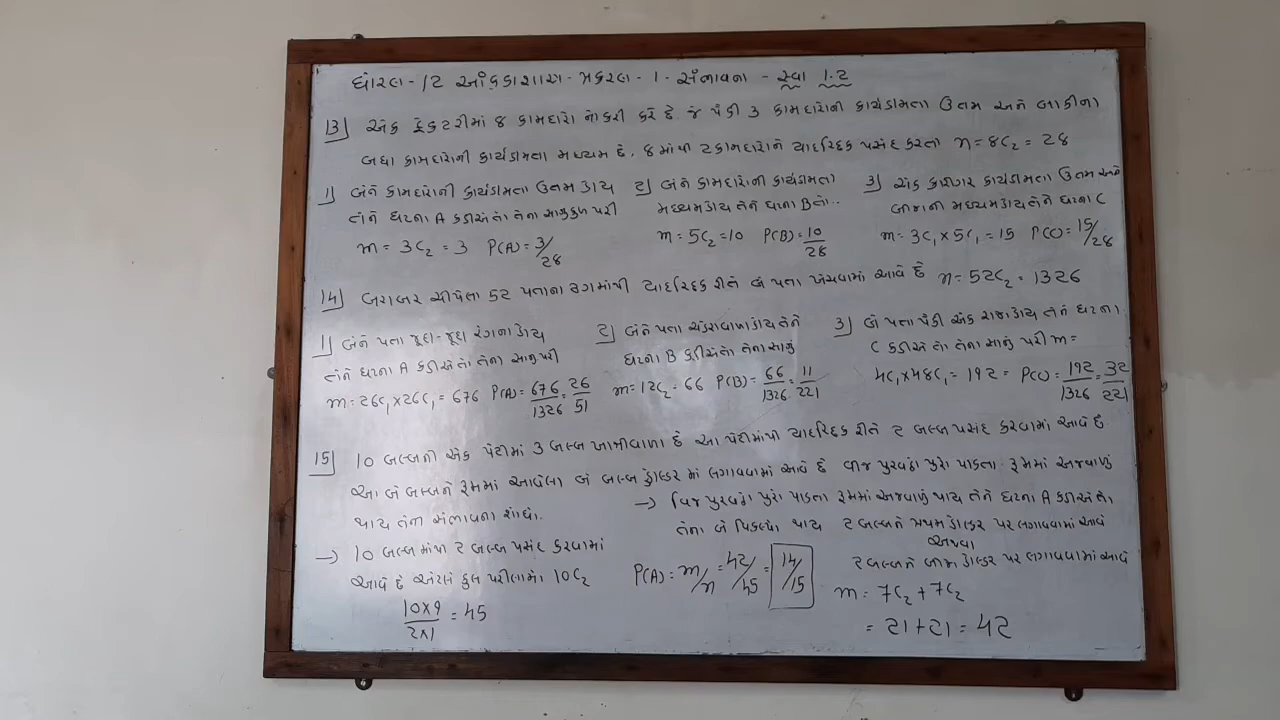 ધોરણ - 12 આંકડાશાસ્ત્ર - પ્રકરણ - 1 - સંભાવના - સ્વા 1.2
13] એક ફેક્ટરીમાં 8 કામદારો નોકરી કરે છે જે પૈકી 3 કામદારોની કાર્યક્ષમતા ઉત્તમ અને બાકીના
બધા કામદારોની કાર્યક્ષમતા મધ્યમ છે. 8 માંથી 2 કામદારોને યાદચ્છિક પસંદ કરતા n = 8C₂ = 28
1] બંને કામદારોની કાર્યક્ષમતા ઉત્તમ હોય
તેને ઘટના A કહીએ તો તેના સાનુકુળ પરી
m = 3C₂ = 3 P(A) = 3/28
2] બંને કામદારોની કાર્યક્ષમતા
મધ્યમ હોય તેને ઘટના B તો..
m = 5C₂ = 10 P(B) = 10/28
3] એક કારીગર કાર્યક્ષમતા ઉત્તમ અને
બીજાની મધ્યમ હોય તેને ઘટના C
m = 3C₁ × 5C₁ = 15 P(C) = 15/28
14] બરાબર ચીપેલા 52 પતાના ઢગમાંથી યાદચ્છિક રીતે બે પતા ખેંચવામાં આવે છે n = 52C₂ = 1326
1] બંને પતા જૂદા-જૂદા રંગના હોય
તેને ઘટના A કહીએ તો તેના સાનુ પરી
m = 26C₁ × 26C₁ = 676 P(A) = 676/1326 = 26/51
2] બંને પતા ચહેરાવાળા હોય તેને
ઘટના B કહીએ તો તેના સાનુ
m = 12C₂ = 66 P(B) = 66/1326 = 11/221
3] બે પતા પૈકી એક રાજા હોય તેને ઘટના
C કહીએ તો તેના સાનુ પરી m =
4C₁ × 48C₁ = 192 = P(C) = 192/1326 = 32/221
15] 10 બલ્બની એક પેટીમાં 3 બલ્બ ખામીવાળા છે આ પેટીમાંથી યાદચ્છિક રીતે 2 બલ્બ પસંદ કરવામાં આવે છે
આ બે બલ્બને રૂમમાં આવેલા બે બલ્બ હોલ્ડર માં લગાવવામાં આવે છે વીજ પુરવઠો પુરો પાડતા રૂમમાં અજવાળું
થાય તેની સંભાવના શોધો.
→ 10 બલ્બમાંથી 2 બલ્બ પસંદ કરવામાં
આવે છે એટલે કુલ પરીણામો 10C₂
10×9/2×1 = 45
→ વિજ પુરવઠો પુરો પાડતા રૂમમાં અજવાળું થાય તેને ઘટના A કહીએ તો,
તેના બે વિકલ્પો થાય 2 બલ્બને પ્રથમ હોલ્ડર પર લગાવવામાં આવે
અથવા
2 બલ્બને બીજા હોલ્ડર પર લગાવવામાં આવે
P(A) = m/n = 42/45 = 14/15
m = 7C₂ + 7C₂
= 21 + 21 = 42